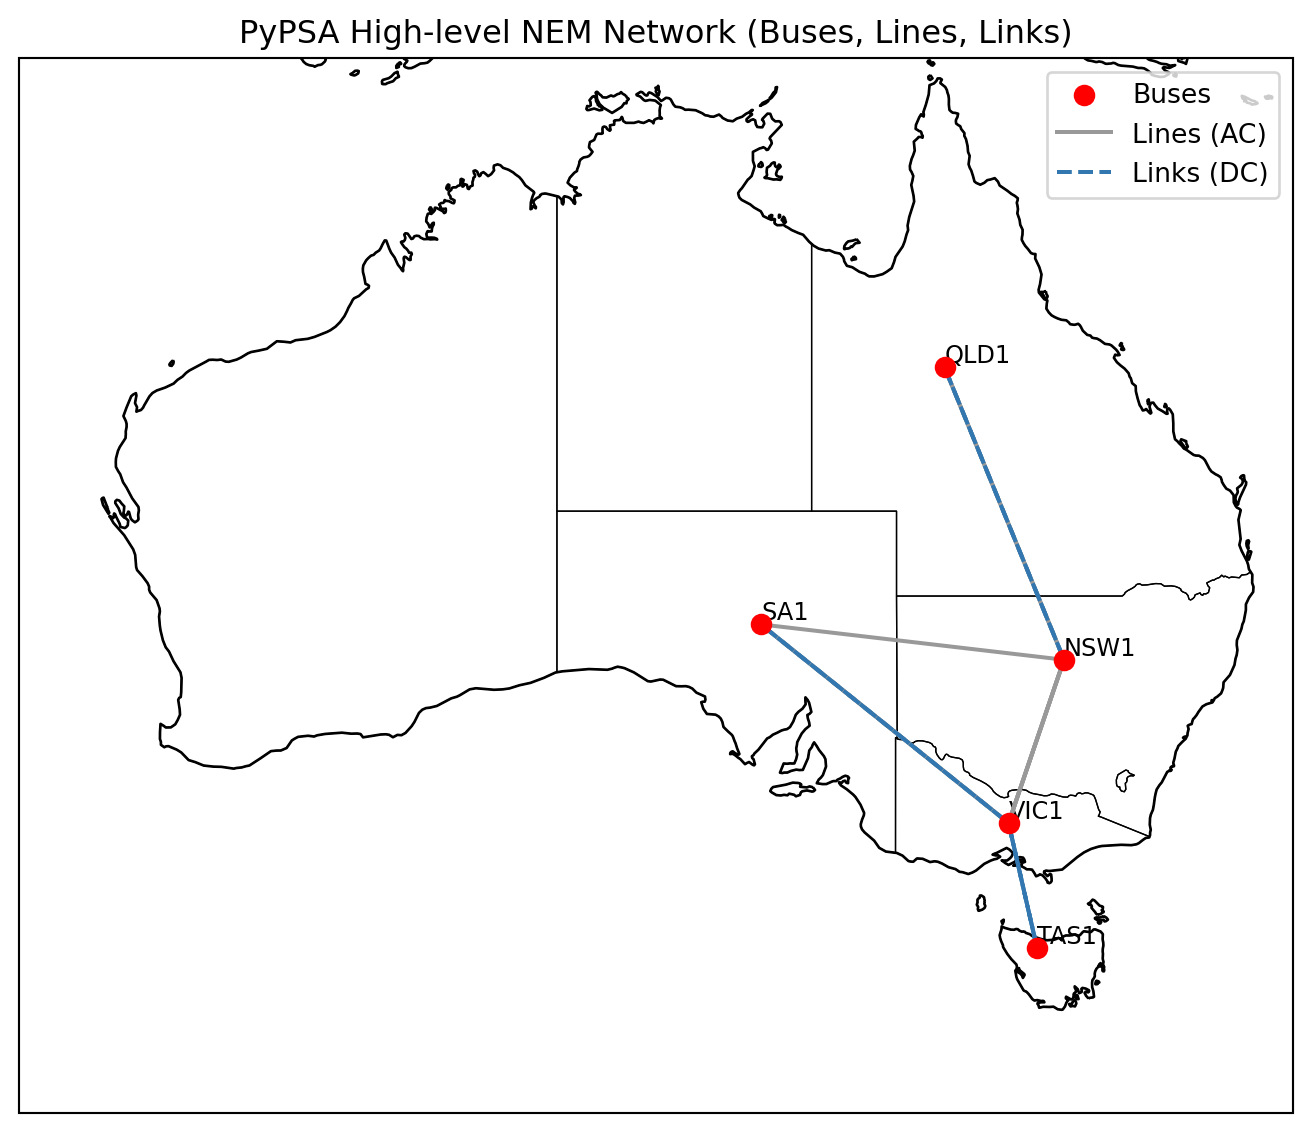 PyPSA High-level NEM Network (Buses, Lines, Links)
Buses
Lines (AC)
Links (DC)
QLD1
SA1
NSW1
VIC1
TAS1